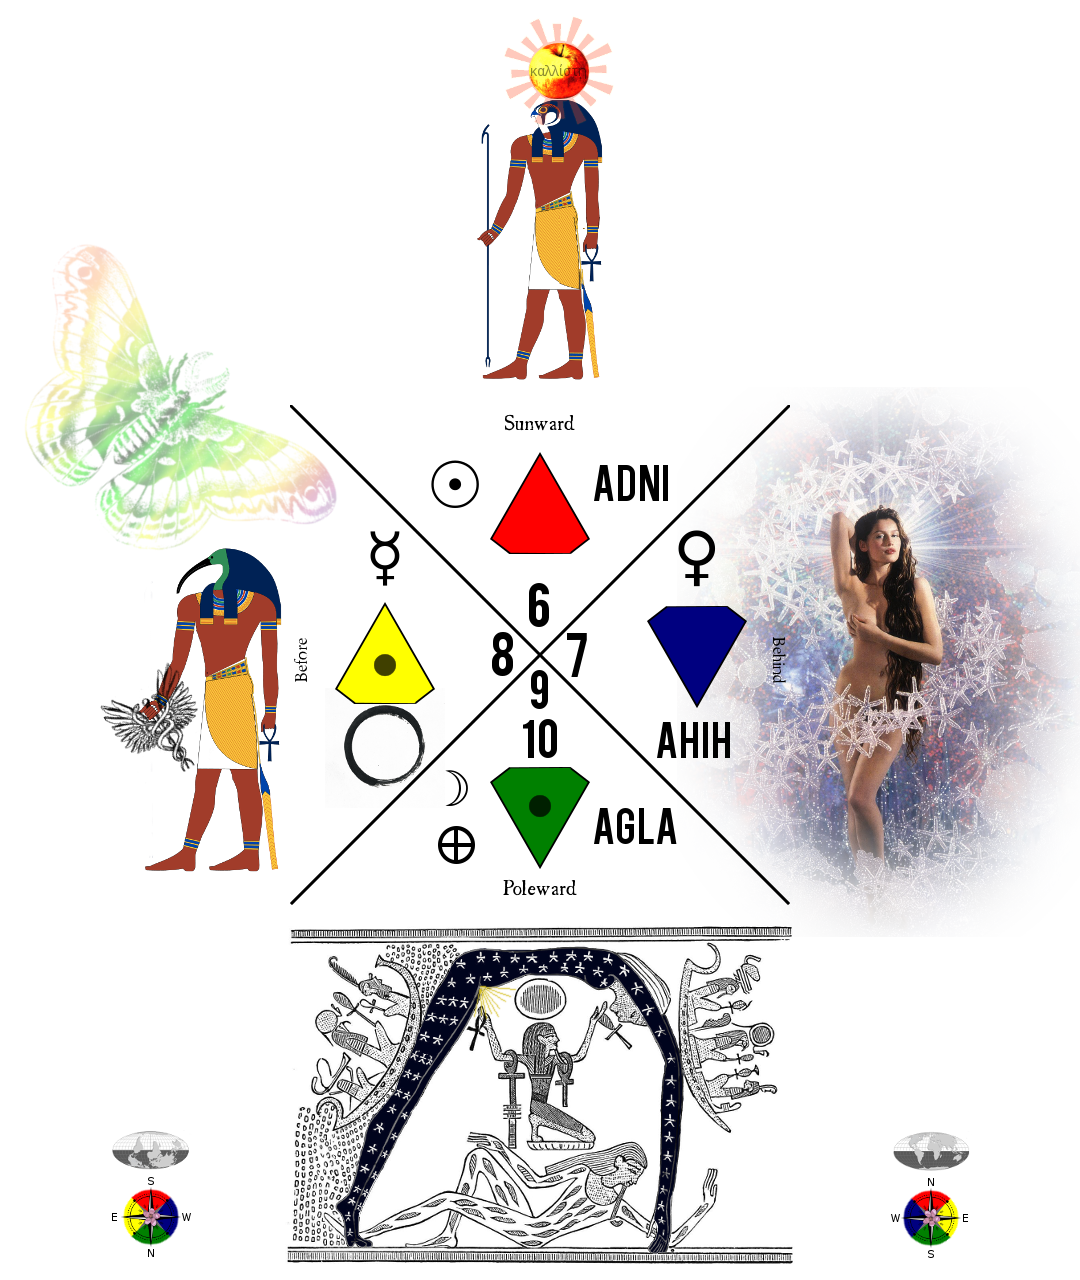 καλλίστῃ
Sunward
ADNI
6
8
7
Before
Behind
9
10
AHIH
AGLA
Poleward
S
E
W
N
N
W
E
S